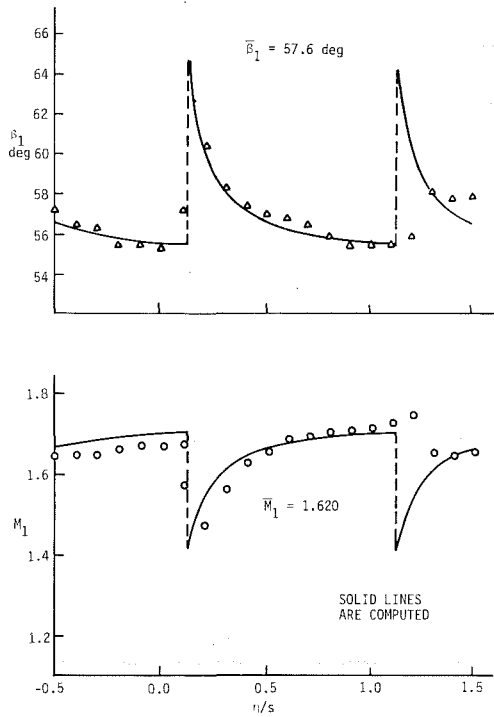 66
64
62
β1
deg
60
58
56
54
β̅1 = 57.6 deg
1.8
1.6
M1
1.4
1.2
M̅1 = 1.620
SOLID LINES
ARE COMPUTED
-0.5
0.0
0.5
1.0
1.5
η/s